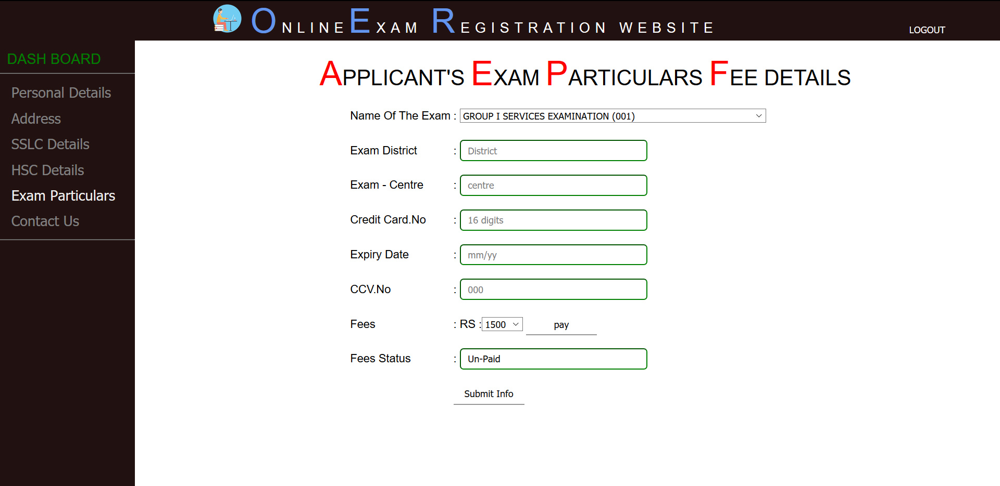 ONLINE EXAM REGISTRATION WEBSITE
LOGOUT
DASH BOARD
Personal Details
Address
SSLC Details
HSC Details
Exam Particulars
Contact Us
APPLICANT'S EXAM PARTICULARS FEE DETAILS
Name Of The Exam : GROUP I SERVICES EXAMINATION (001)
Exam District : District
Exam - Centre : centre
Credit Card.No : 16 digits
Expiry Date : mm/yy
CCV.No : 000
Fees : RS : 1500 pay
Fees Status : Un-Paid
Submit Info